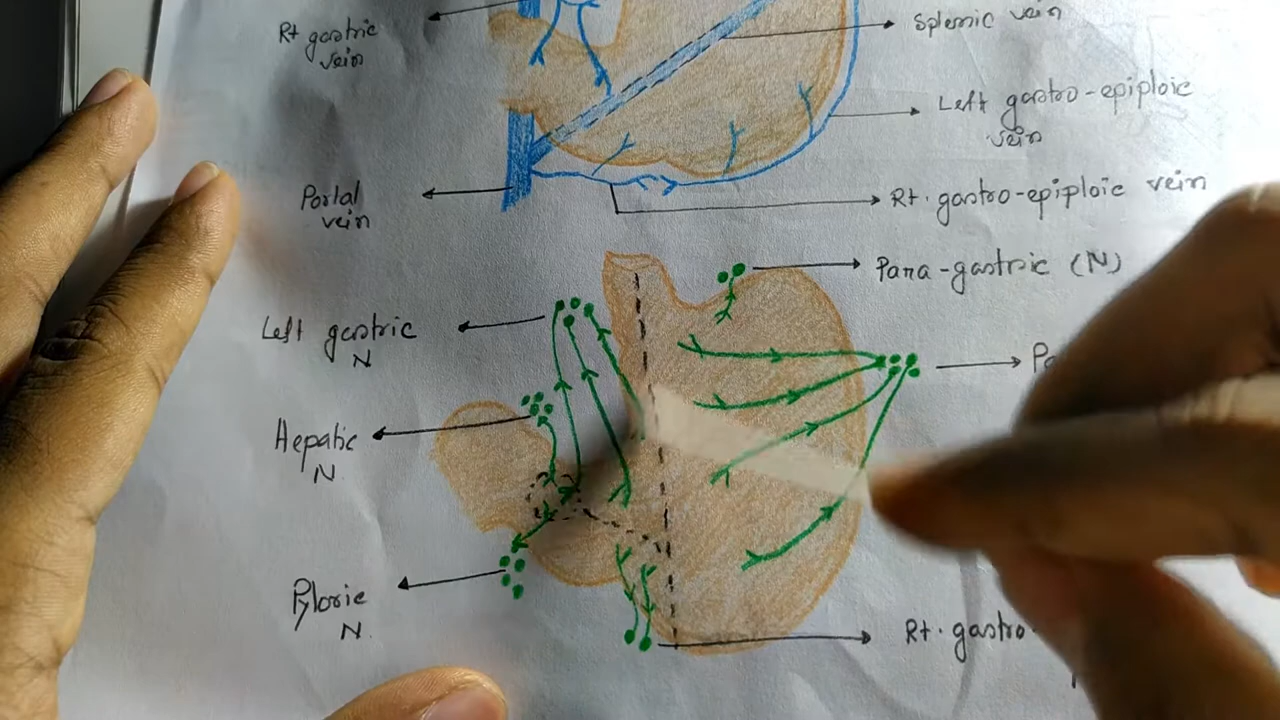 Rt gastric
vein
Splenic vein
Left gastro-epiploic
vein
Portal
vein
Rt. gastro-epiploic vein
Para-gastric (N)
Left gastric
N
Hepatic
N
Pyloric
N.
Rt. gastro-